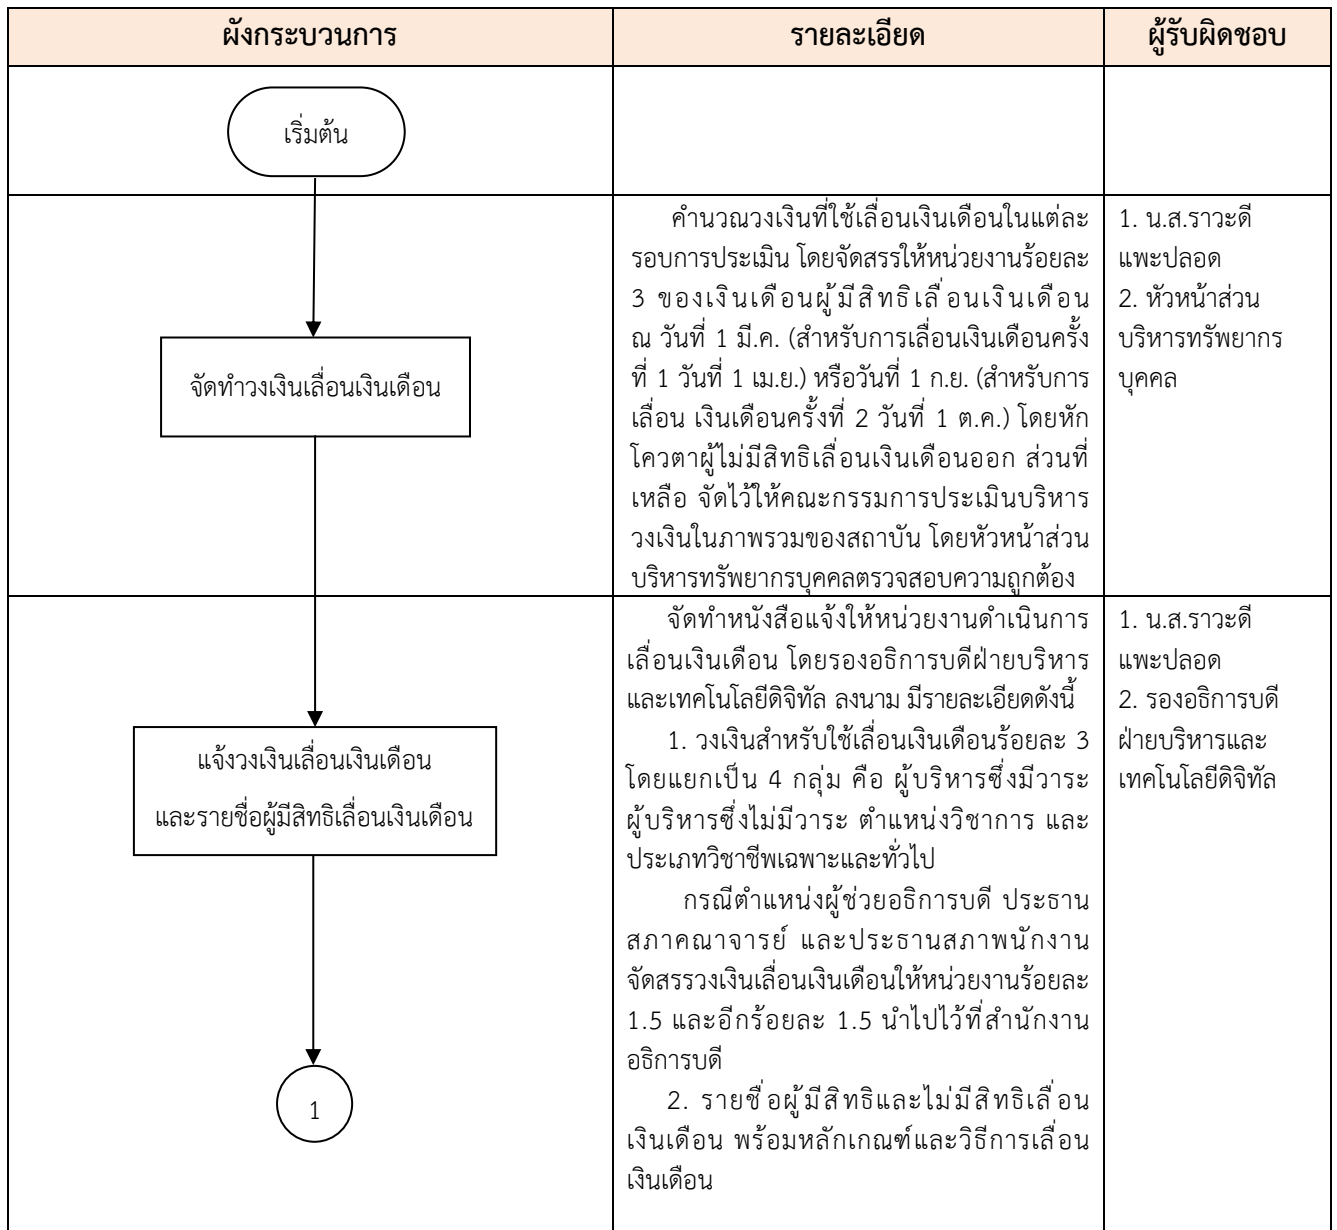 ผังกระบวนการ
รายละเอียด
ผู้รับผิดชอบ
เริ่มต้น
จัดทำวงเงินเลื่อนเงินเดือน
คำนวณวงเงินที่ใช้เลื่อนเงินเดือนในแต่ละ
รอบการประเมิน โดยจัดสรรให้หน่วยงานร้อยละ
3 ของเงินเดือนผู้มีสิทธิเลื่อนเงินเดือน
ณ วันที่ 1 มี.ค. (สำหรับการเลื่อนเงินเดือนครั้ง
ที่ 1 วันที่ 1 เม.ย.) หรือวันที่ 1 ก.ย. (สำหรับการ
เลื่อน เงินเดือนครั้งที่ 2 วันที่ 1 ต.ค.) โดยหัก
โควตาผู้ไม่มีสิทธิเลื่อนเงินเดือนออก ส่วนที่
เหลือ จัดไว้ให้คณะกรรมการประเมินบริหาร
วงเงินในภาพรวมของสถาบัน โดยหัวหน้าส่วน
บริหารทรัพยากรบุคคลตรวจสอบความถูกต้อง
1. น.ส.ราวะดี
แพะปลอด
2. หัวหน้าส่วน
บริหารทรัพยากร
บุคคล
แจ้งวงเงินเลื่อนเงินเดือน
และรายชื่อผู้มีสิทธิเลื่อนเงินเดือน
1
จัดทำหนังสือแจ้งให้หน่วยงานดำเนินการ
เลื่อนเงินเดือน โดยรองอธิการบดีฝ่ายบริหาร
และเทคโนโลยีดิจิทัล ลงนาม มีรายละเอียดดังนี้
1. วงเงินสำหรับใช้เลื่อนเงินเดือนร้อยละ 3
โดยแยกเป็น 4 กลุ่ม คือ ผู้บริหารซึ่งมีวาระ
ผู้บริหารซึ่งไม่มีวาระ ตำแหน่งวิชาการ และ
ประเภทวิชาชีพเฉพาะและทั่วไป
กรณีตำแหน่งผู้ช่วยอธิการบดี ประธาน
สภาคณาจารย์ และประธานสภาพนักงาน
จัดสรรวงเงินเลื่อนเงินเดือนให้หน่วยงานร้อยละ
1.5 และอีกร้อยละ 1.5 นำไปไว้ที่สำนักงาน
อธิการบดี
2. รายชื่อผู้มีสิทธิและไม่มีสิทธิเลื่อน
เงินเดือน พร้อมหลักเกณฑ์และวิธีการเลื่อน
เงินเดือน
1. น.ส.ราวะดี
แพะปลอด
2. รองอธิการบดี
ฝ่ายบริหารและ
เทคโนโลยีดิจิทัล